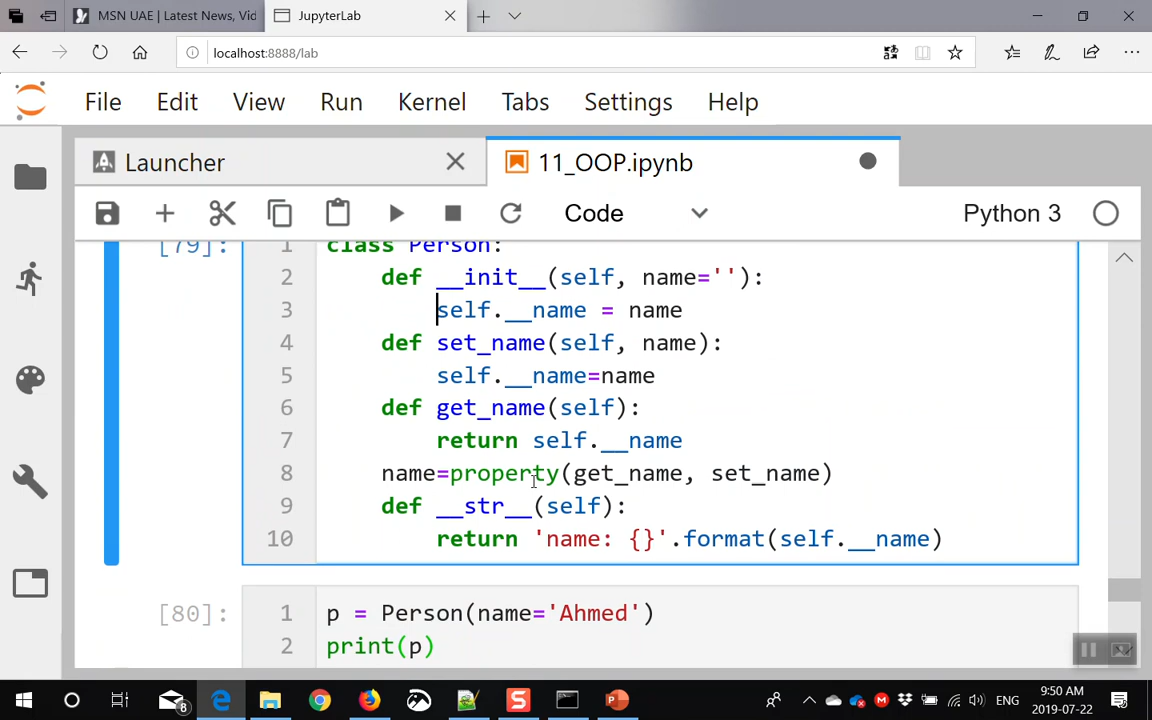 MSN UAE | Latest News, Vid
JupyterLab
localhost:8888/lab
File Edit View Run Kernel Tabs Settings Help
Launcher
11_OOP.ipynb
Code
Python 3
[79]:
1 class Person:
2 def __init__(self, name=''):
3 self.__name = name
4 def set_name(self, name):
5 self.__name=name
6 def get_name(self):
7 return self.__name
8 name=property(get_name, set_name)
9 def __str__(self):
10 return 'name: {}'.format(self.__name)
[80]:
1 p = Person(name='Ahmed')
2 print(p)
8
ENG
9:50 AM
2019-07-22